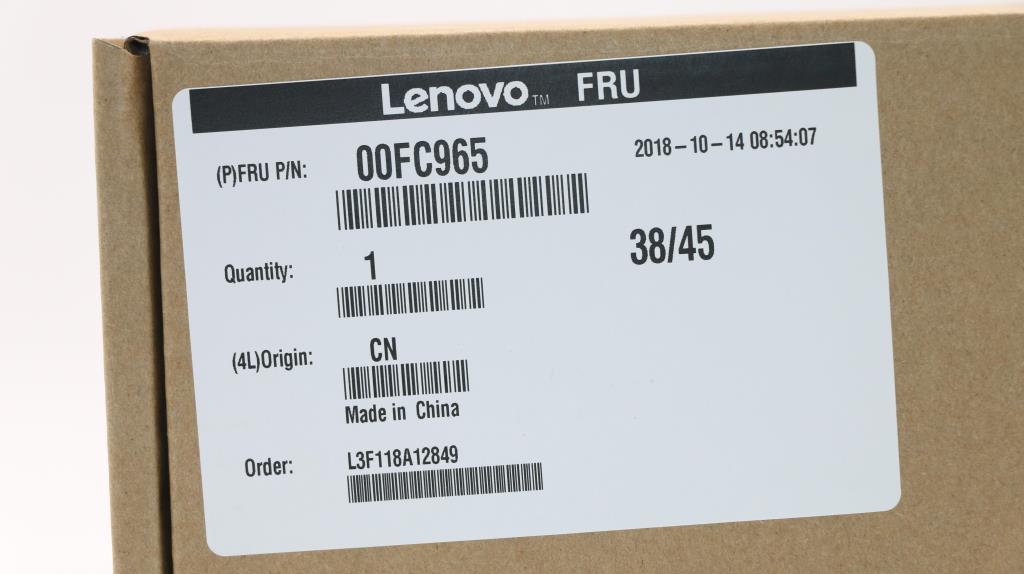 Lenovo™ FRU
(P)FRU P/N: 00FC965 2018-10-14 08:54:07
Quantity: 1 38/45
(4L)Origin: CN
Made in China
Order: L3F118A12849